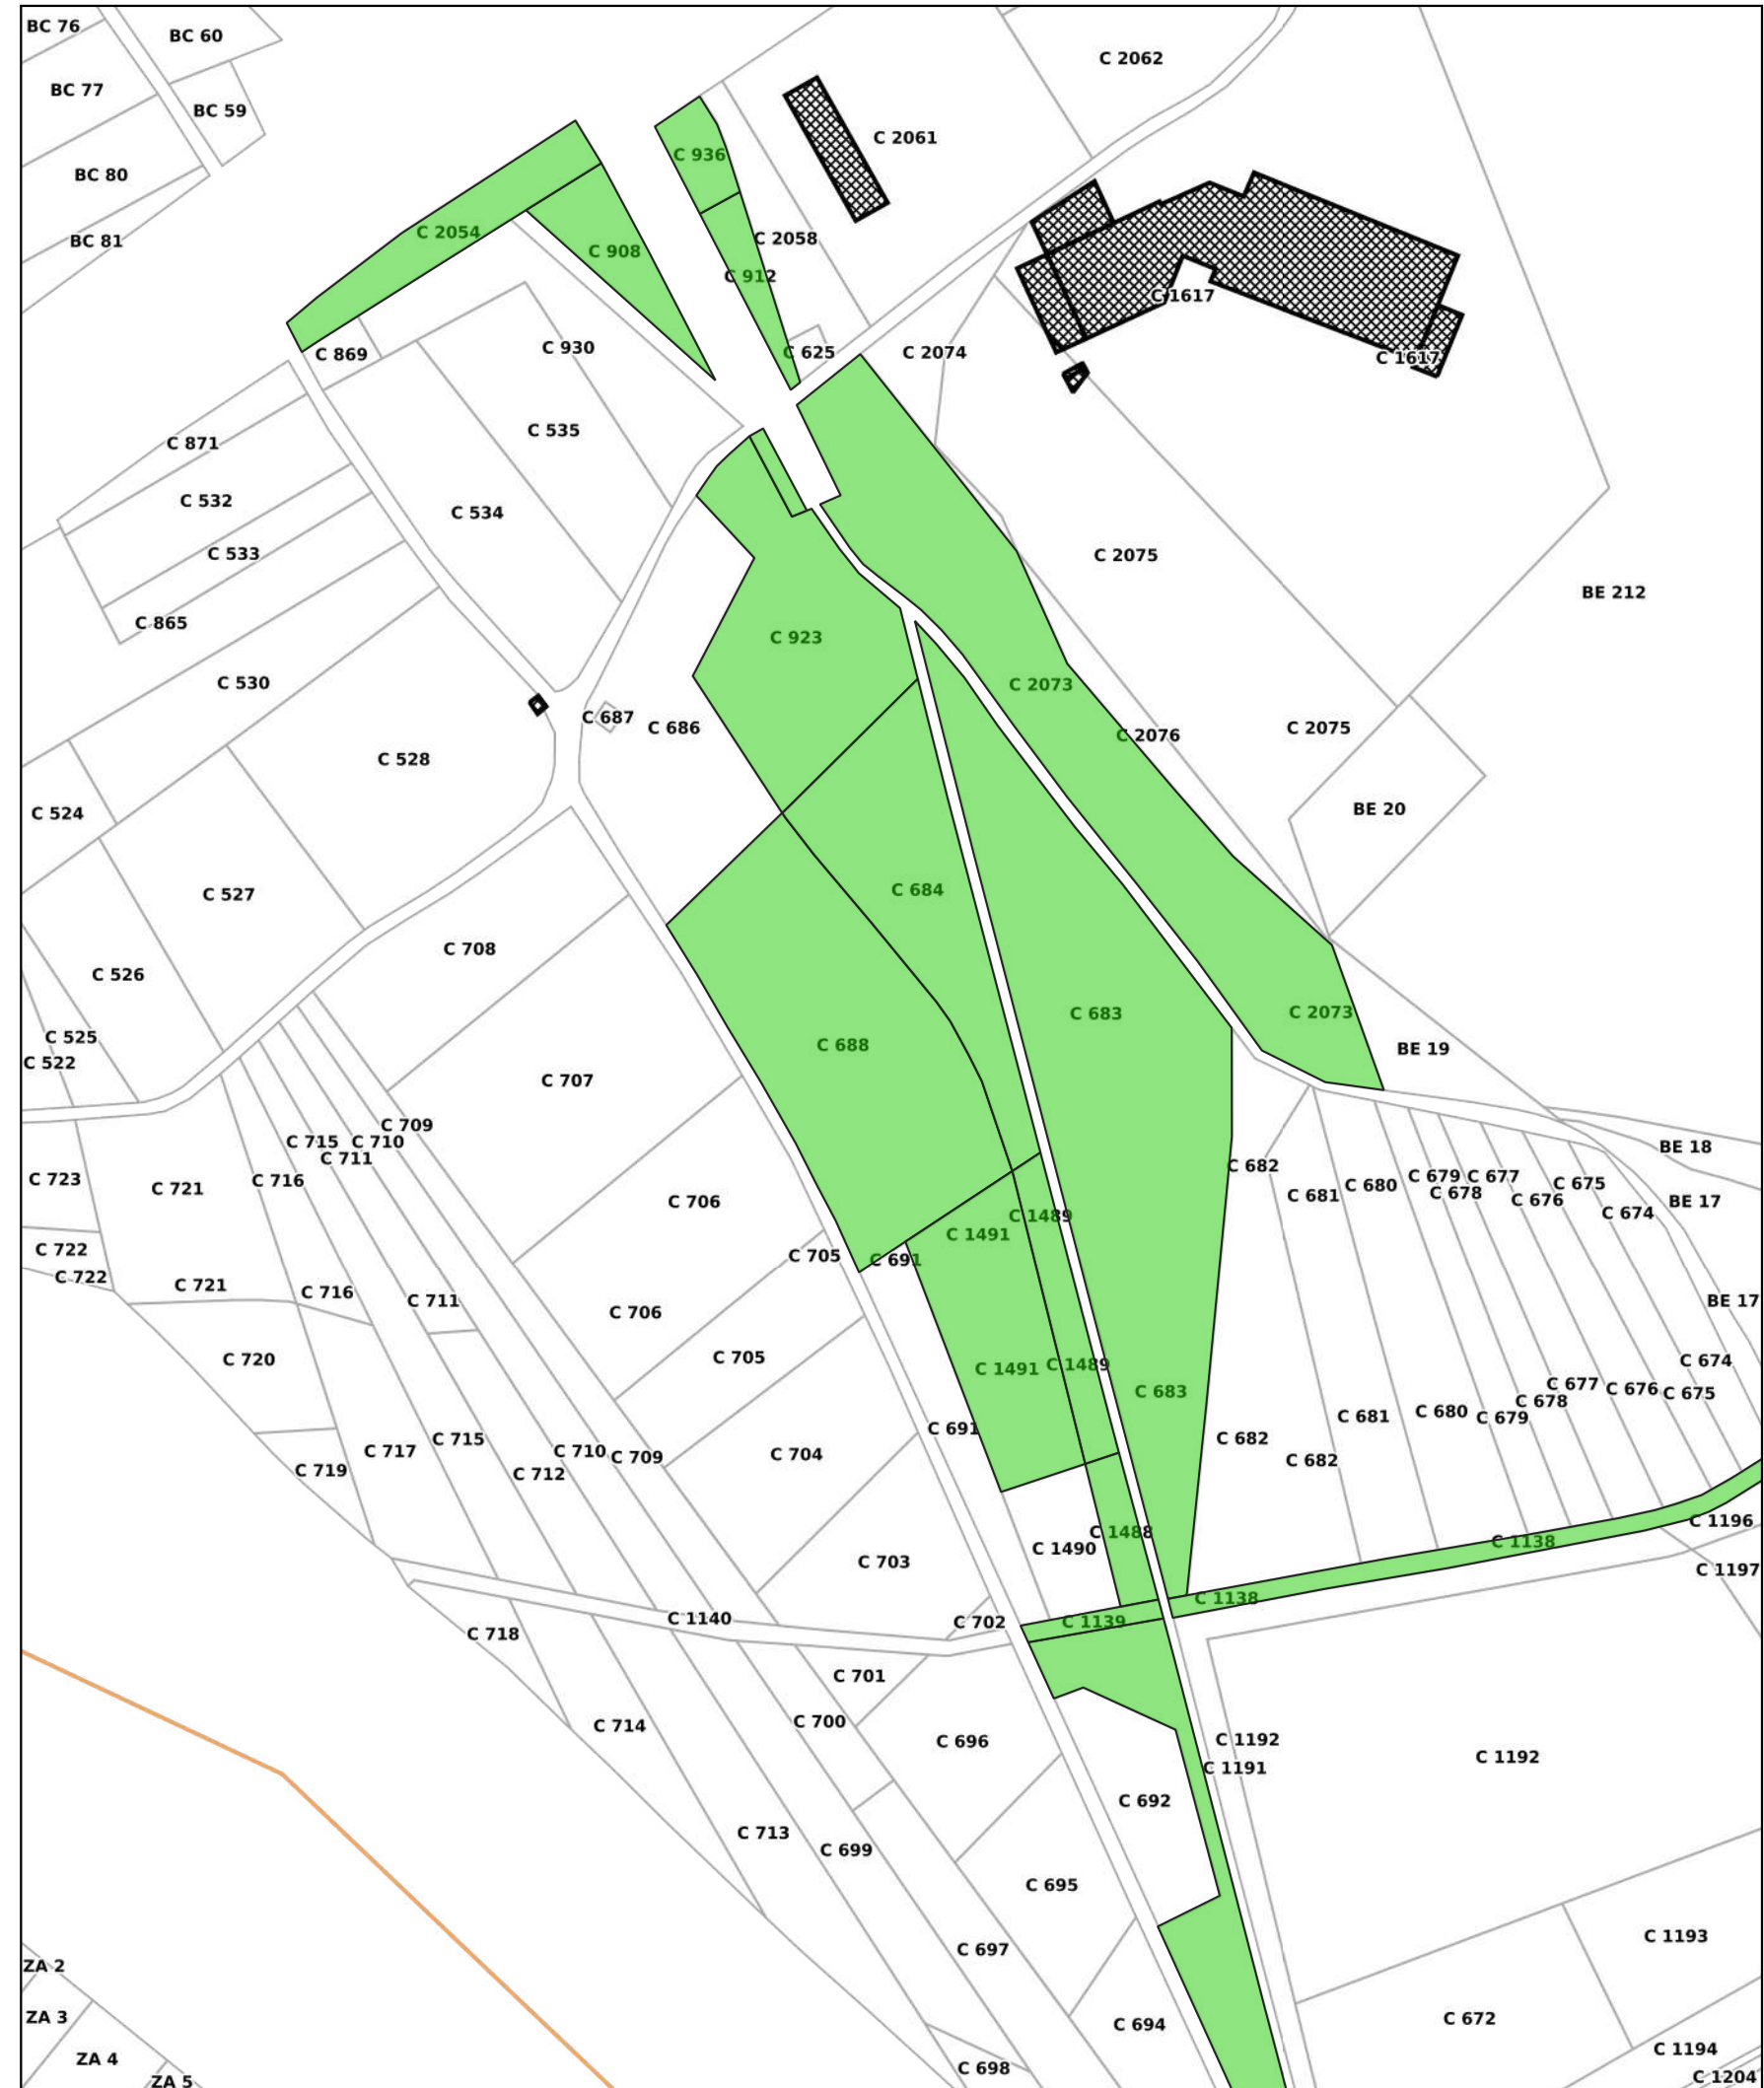 BC 76
BC 60
C 2062
BC 77
BC 59
C 2061
C 936
BC 80
C 2054
BC 81
C 2058
C 908
C 912
C 1617
C 869
C 930
C 625
C 2074
C 1617
C 535
C 871
C 532
C 534
C 533
C 2075
BE 212
C 865
C 923
C 530
C 2073
C 687
C 686
C 2076
C 2075
C 528
C 524
BE 20
C 684
C 527
C 708
C 526
C 683
C 2073
C 525
C 688
BE 19
C 522
C 707
C 709
C 715
C 710
C 711
BE 18
C 682
C 723
C 721
C 716
C 679
C 677
C 675
C 681
C 680
C 678
C 676
BE 17
C 706
C 1489
C 674
C 1491
C 722
C 705
C 691
C 722
C 721
C 716
C 711
BE 17
C 706
C 720
C 705
C 1491
C 1489
C 674
C 683
C 677
C 676
C 675
C 678
C 681
C 680
C 679
C 691
C 682
C 715
C 717
C 710
C 709
C 704
C 682
C 719
C 712
C 1196
C 1488
C 1138
C 1490
C 703
C 1197
C 1138
C 1140
C 702
C 1139
C 718
C 701
C 714
C 700
C 696
C 1192
C 1192
C 1191
C 692
C 713
C 699
C 695
C 1193
C 697
ZA 2
ZA 3
C 694
C 672
C 1194
ZA 4
C 698
C 1204
ZA 5